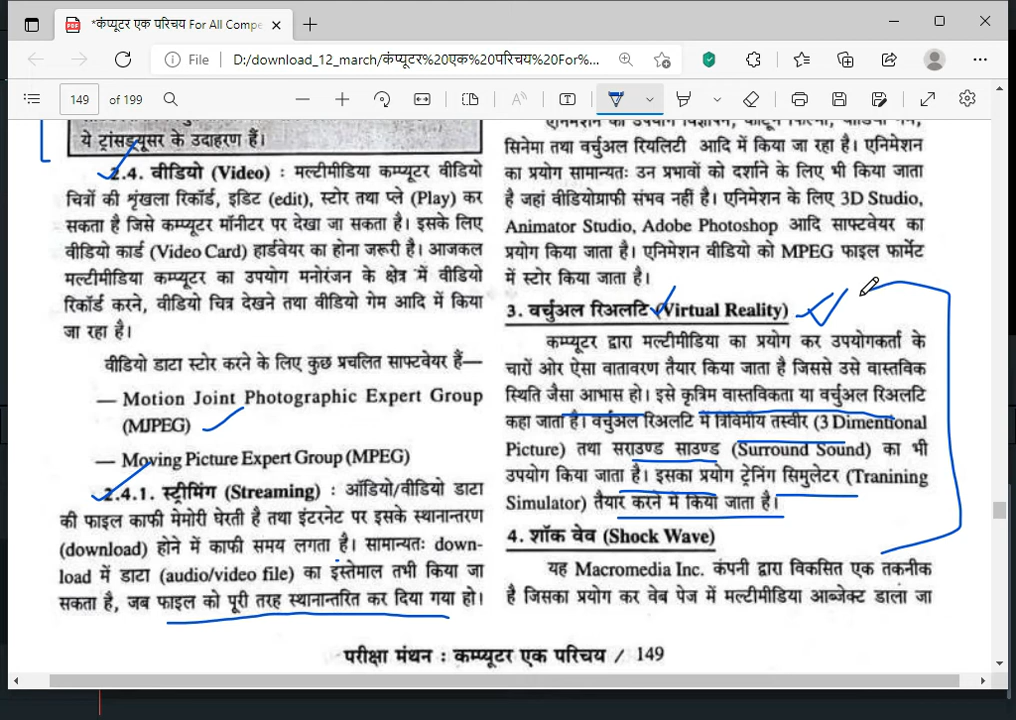 *कंप्यूटर एक परिचय For All Compe
File
D:/download_12_march/कंप्यूटर%20एक%20परिचय%20For%...
149 of 199
ये ट्रांसड्यूसर के उदाहरण हैं।
2.4. वीडियो (Video) : मल्टीमीडिया कम्प्यूटर वीडियो
चित्रों की शृंखला रिकॉर्ड, इडिट (edit), स्टोर तथा प्ले (Play) कर
सकता है जिसे कम्प्यूटर मॉनीटर पर देखा जा सकता है। इसके लिए
वीडियो कार्ड (Video Card) हार्डवेयर का होना जरूरी है। आजकल
मल्टीमीडिया कम्प्यूटर का उपयोग मनोरंजन के क्षेत्र में वीडियो
रिकॉर्ड करने, वीडियो चित्र देखने तथा वीडियो गेम आदि में किया
जा रहा है।
वीडियो डाटा स्टोर करने के लिए कुछ प्रचलित साफ्टवेयर हैं—
— Motion Joint Photographic Expert Group
(MJPEG)
— Moving Picture Expert Group (MPEG)
2.4.1. स्ट्रीमिंग (Streaming) : ऑडियो/वीडियो डाटा
की फाइल काफी मेमोरी घेरती है तथा इंटरनेट पर इसके स्थानान्तरण
(download) होने में काफी समय लगता है। सामान्यतः down-
load में डाटा (audio/video file) का इस्तेमाल तभी किया जा
सकता है, जब फाइल को पूरी तरह स्थानान्तरित कर दिया गया हो।
एनिमेशन का उपयोग विज्ञापन, कार्टून फिल्मों,
सिनेमा तथा वर्चुअल रियलिटी आदि में किया जा रहा है। एनिमेशन
का प्रयोग सामान्यतः उन प्रभावों को दर्शाने के लिए भी किया जाता
है जहां वीडियोग्राफी संभव नहीं है। एनिमेशन के लिए 3D Studio,
Animator Studio, Adobe Photoshop आदि साफ्टवेयर का
प्रयोग किया जाता है। एनिमेशन वीडियो को MPEG फाइल फार्मेट
में स्टोर किया जाता है।
3. वर्चुअल रिअलटि (Virtual Reality)
कम्प्यूटर द्वारा मल्टीमीडिया का प्रयोग कर उपयोगकर्ता के
चारों ओर ऐसा वातावरण तैयार किया जाता है जिससे उसे वास्तविक
स्थिति जैसा आभास हो। इसे कृत्रिम वास्तविकता या वर्चुअल रिअलटि
कहा जाता है। वर्चुअल रिअलटि में त्रिविमीय तस्वीर (3 Dimentional
Picture) तथा सराउण्ड साउण्ड (Surround Sound) का भी
उपयोग किया जाता है। इसका प्रयोग ट्रेनिंग सिमुलेटर (Tranining
Simulator) तैयार करने में किया जाता है।
4. शॉक वेव (Shock Wave)
यह Macromedia Inc. कंपनी द्वारा विकसित एक तकनीक
है जिसका प्रयोग कर वेब पेज में मल्टीमीडिया आब्जेक्ट डाला जा
परीक्षा मंथन : कम्प्यूटर एक परिचय / 149